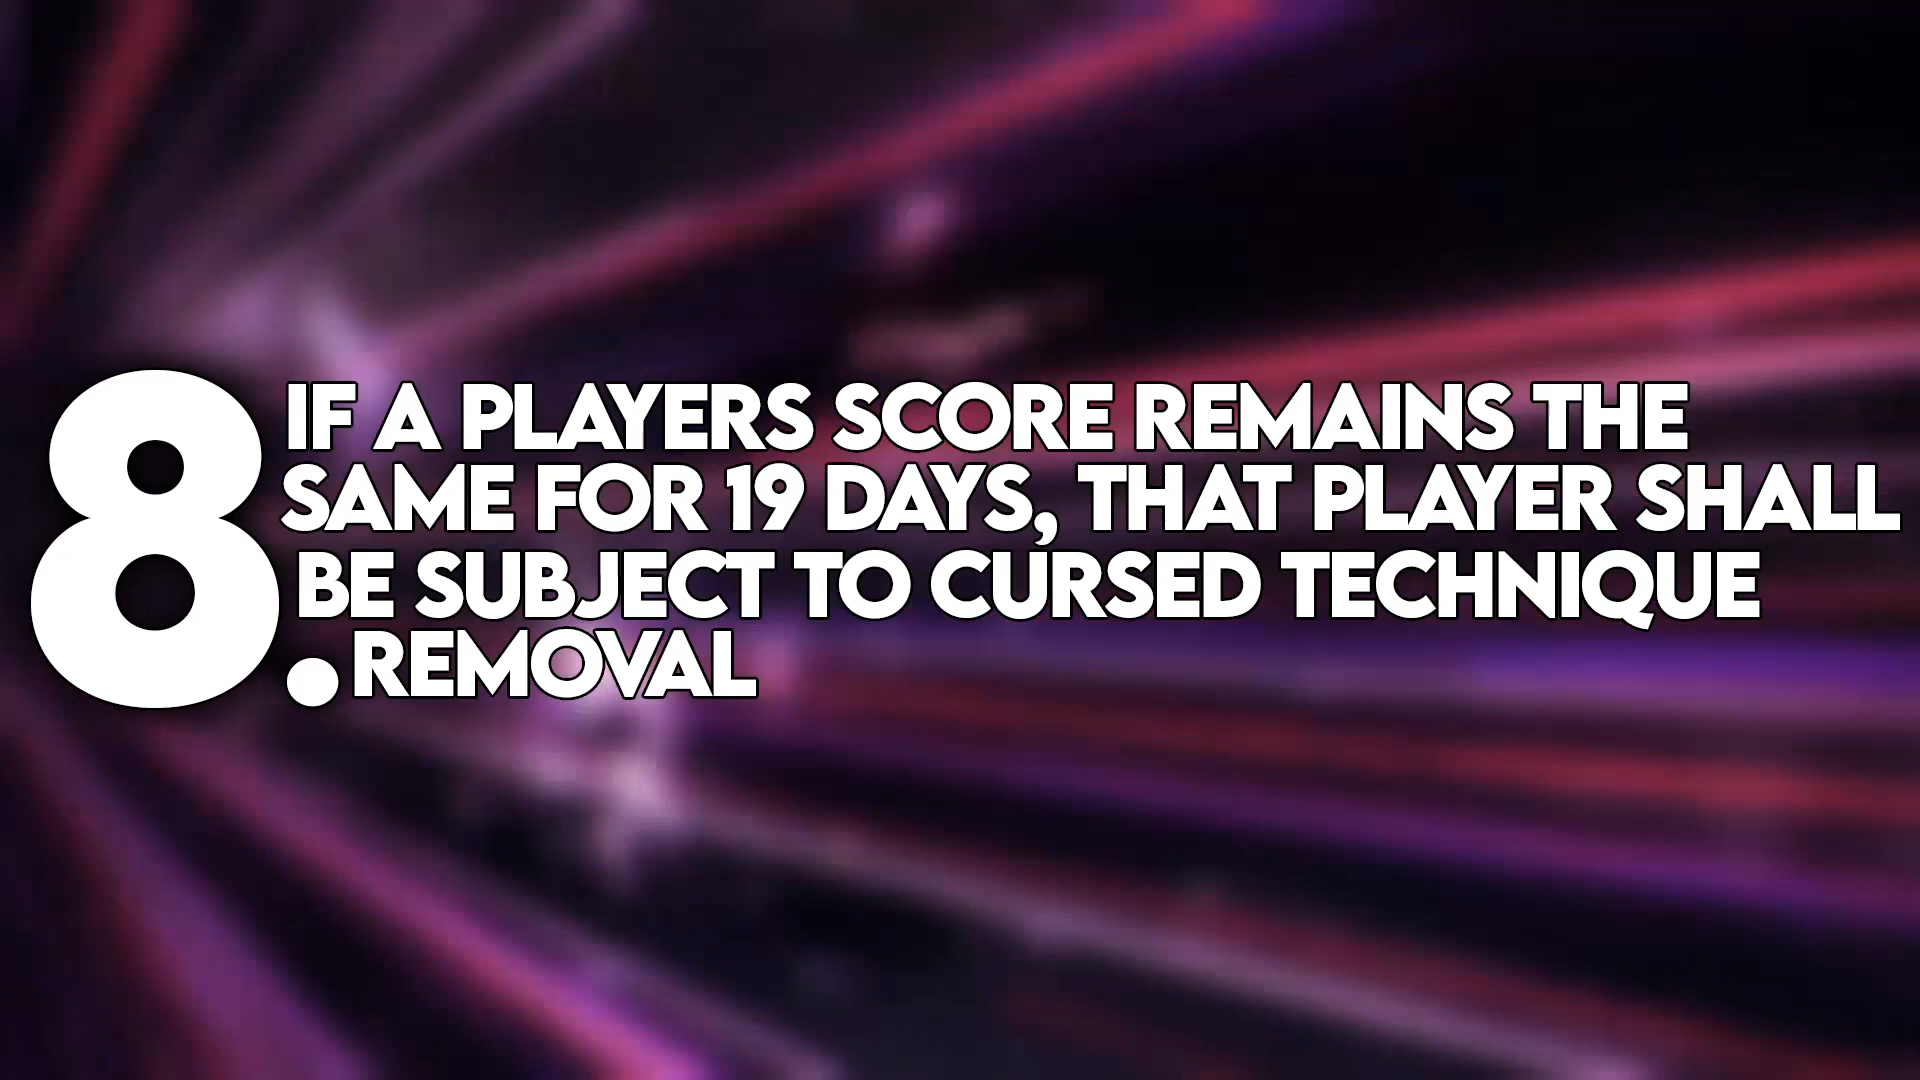 8. IF A PLAYERS SCORE REMAINS THE
SAME FOR 19 DAYS, THAT PLAYER SHALL
BE SUBJECT TO CURSED TECHNIQUE
REMOVAL